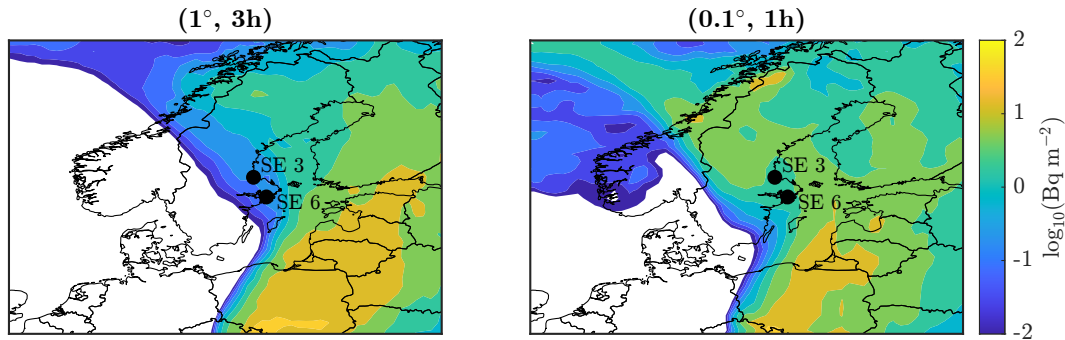 (1°, 3h)
(0.1°, 1h)
SE 3
SE 6
SE 3
SE 6
2
1
0
-1
-2
log₁₀(Bq m⁻²)